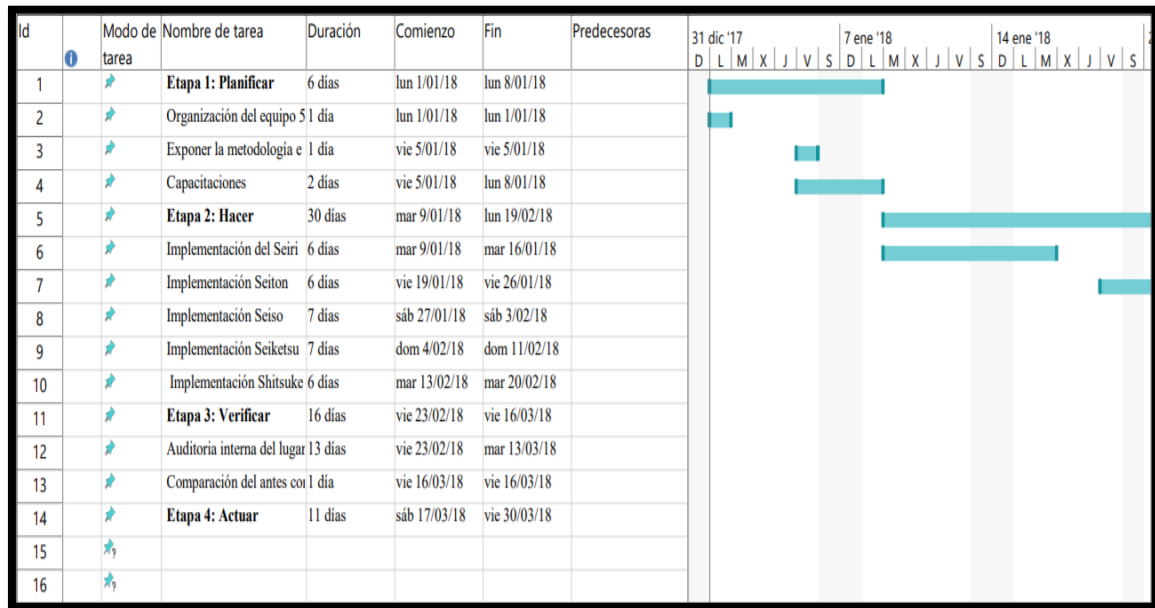 Id Modo de tarea Nombre de tarea Duración Comienzo Fin Predecesoras
31 dic '17 7 ene '18 14 ene '18 2
D L M X J V S D L M X J V S D L M X J V S
1 Etapa 1: Planificar 6 días lun 1/01/18 lun 8/01/18
2 Organización del equipo 5 1 día lun 1/01/18 lun 1/01/18
3 Exponer la metodología e 1 día vie 5/01/18 vie 5/01/18
4 Capacitaciones 2 días vie 5/01/18 lun 8/01/18
5 Etapa 2: Hacer 30 días mar 9/01/18 lun 19/02/18
6 Implementación del Seiri 6 días mar 9/01/18 mar 16/01/18
7 Implementación Seiton 6 días vie 19/01/18 vie 26/01/18
8 Implementación Seiso 7 días sáb 27/01/18 sáb 3/02/18
9 Implementación Seiketsu 7 días dom 4/02/18 dom 11/02/18
10 Implementación Shitsuke 6 días mar 13/02/18 mar 20/02/18
11 Etapa 3: Verificar 16 días vie 23/02/18 vie 16/03/18
12 Auditoria interna del lugar 13 días vie 23/02/18 mar 13/03/18
13 Comparación del antes co 1 día vie 16/03/18 vie 16/03/18
14 Etapa 4: Actuar 11 días sáb 17/03/18 vie 30/03/18
15 ?
16 ?